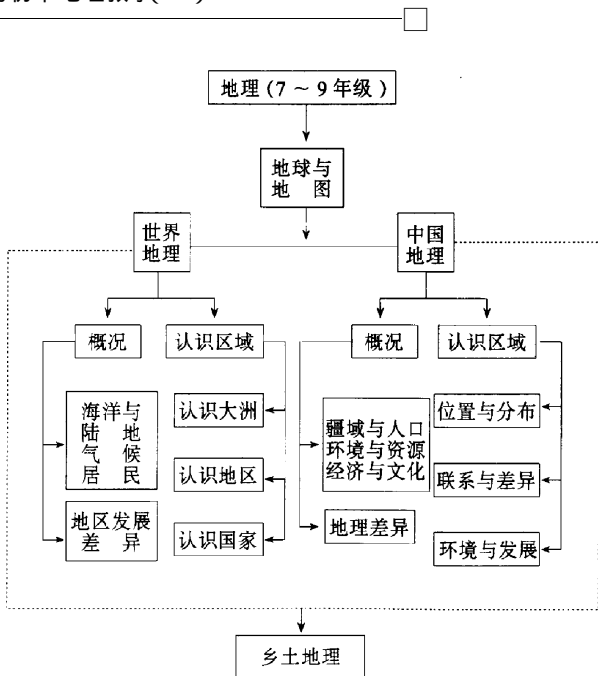 地理(7～9年级)
地球与
地 图
世界
地理
中国
地理
概况
认识区域
概况
认识区域
海洋与
陆 地
气 候
居 民
地区发展
差 异
认识大洲
认识地区
认识国家
疆域与人口
环境与资源
经济与文化
地理差异
位置与分布
联系与差异
环境与发展
乡土地理